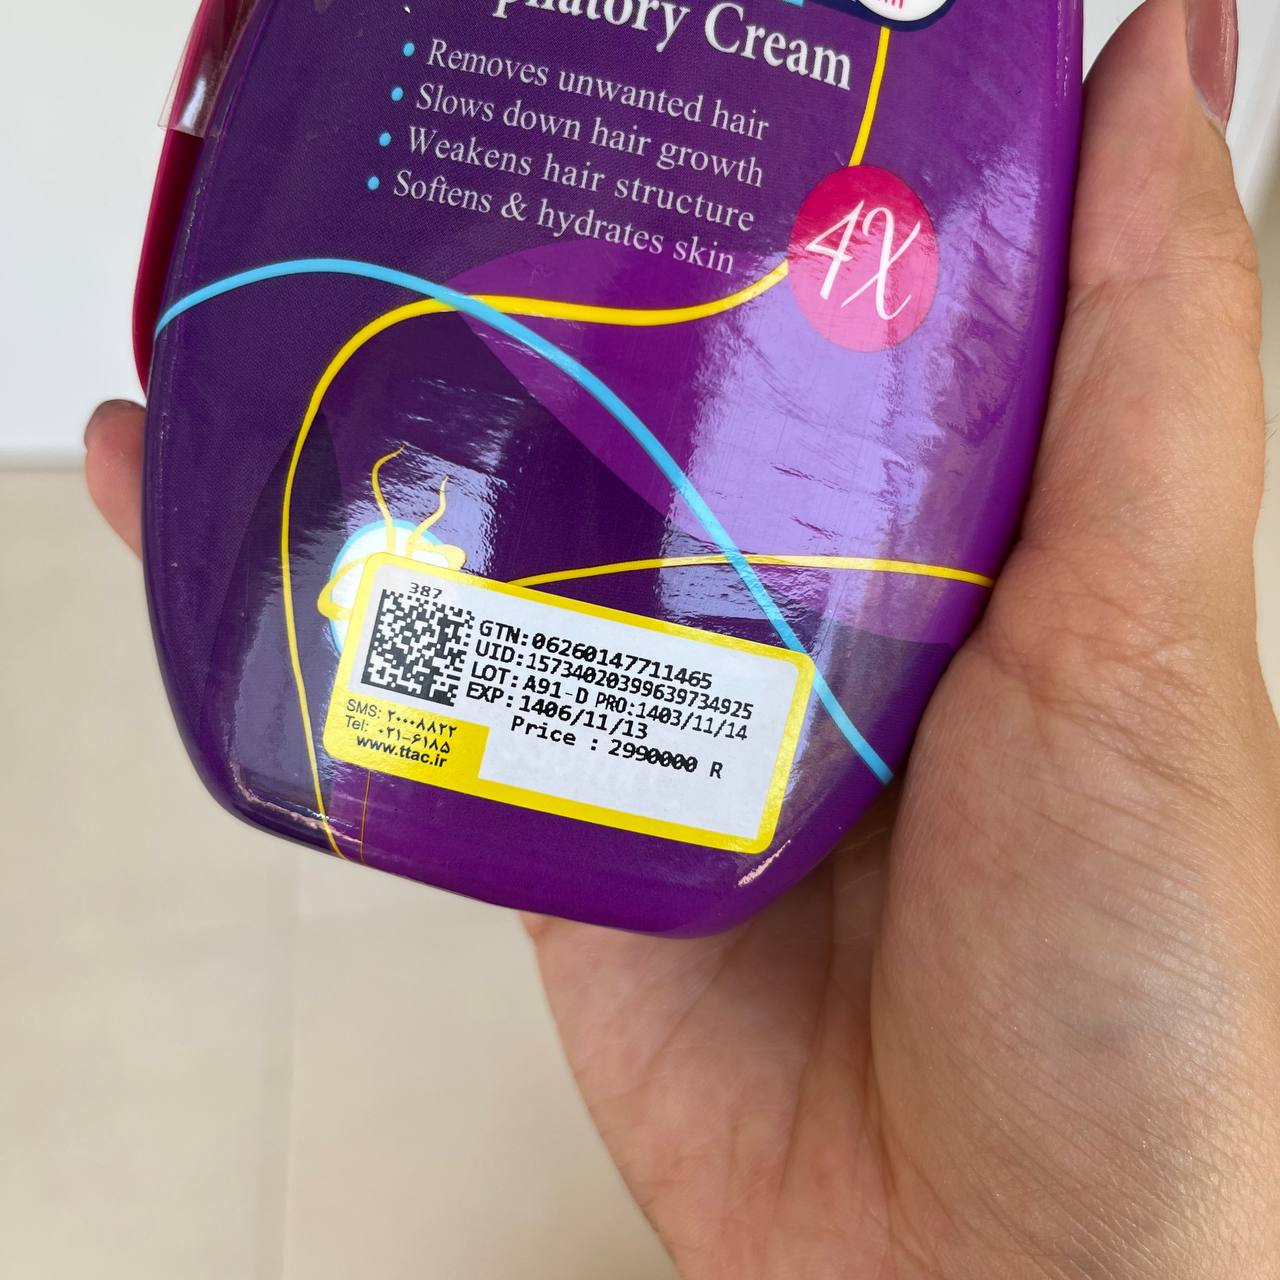 Cream
• Removes unwanted hair
• Slows down hair growth
• Weakens hair structure
• Softens & hydrates skin
4X
387
GTN:06260147711465
UID:15734020399639734925
LOT:A91-D PRO:1403/11/14
EXP:1406/11/13
Price : 2990000 R
SMS: ۲۰۰۰۸۸۲۲
Tel: ۰۲۱-۶۱۸۵
www.ttac.ir